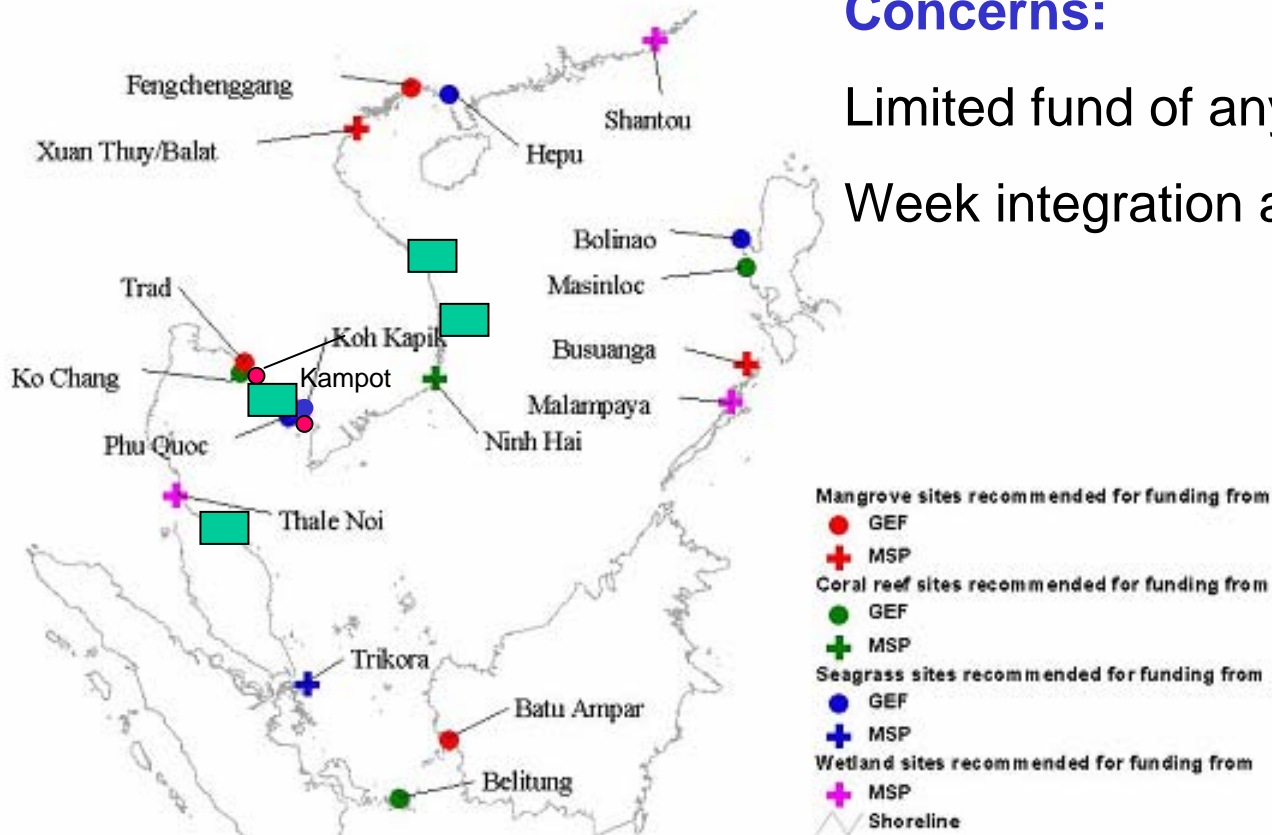 Concerns:
Limited fund of any
Week integration a
Fengchenggang
Xuan Thuy/Balat
Hepu
Shantou
Bolinao
Masinloc
Trad
Koh Kapik
Kampot
Ko Chang
Phu Quoc
Ninh Hai
Busuanga
Malampaya
Thale Noi
Trikora
Batu Ampar
Belitung
Mangrove sites recommended for funding from
GEF
MSP
Coral reef sites recommended for funding from
GEF
MSP
Seagrass sites recommended for funding from
GEF
MSP
Wetland sites recommended for funding from
MSP
Shoreline